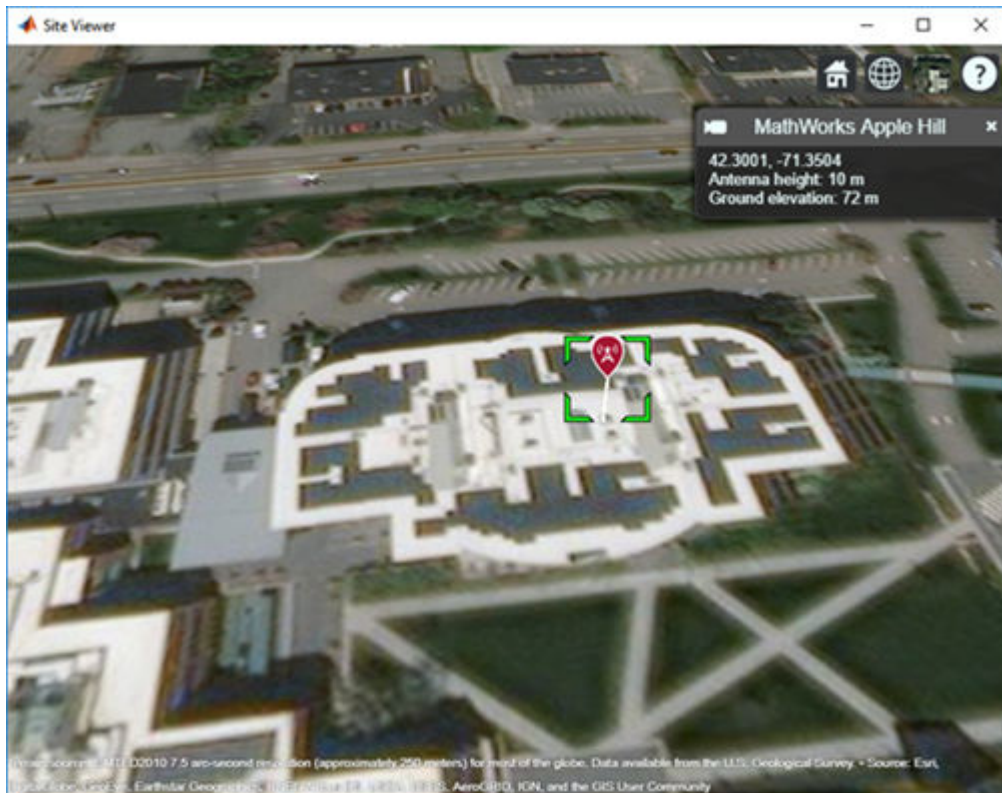 Site Viewer
?
MathWorks Apple Hill
42.3001, -71.3504
Antenna height: 10 m
Ground elevation: 72 m
7.5 arc-second resolution (approximately 250 meters) for most of the globe. Data available from the U.S. Geological Survey. • Source: Esri,
Earthstar AeroGRID, IGN, and the GIS User Community